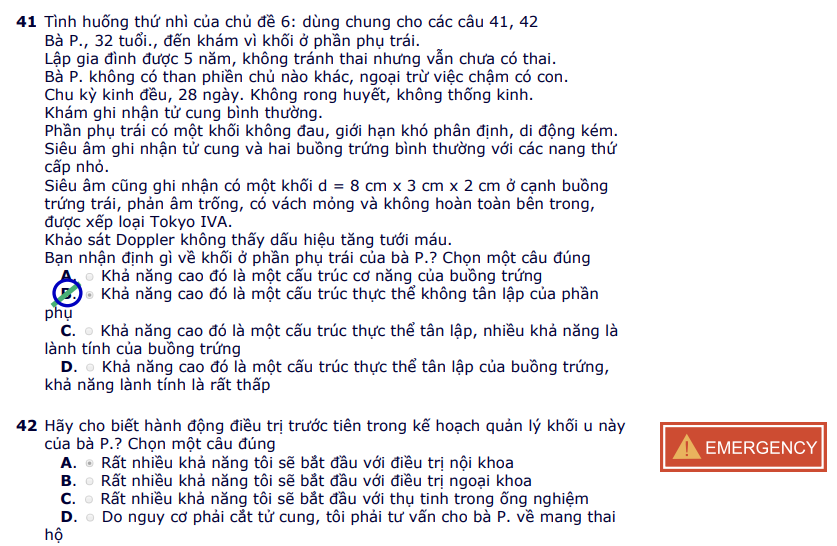 41 Tình huống thứ nhì của chủ đề 6: dùng chung cho các câu 41, 42
Bà P., 32 tuổi., đến khám vì khối ở phần phụ trái.
Lập gia đình được 5 năm, không tránh thai nhưng vẫn chưa có thai.
Bà P. không có than phiền chủ nào khác, ngoại trừ việc chậm có con.
Chu kỳ kinh đều, 28 ngày. Không rong huyết, không thống kinh.
Khám ghi nhận tử cung bình thường.
Phần phụ trái có một khối không đau, giới hạn khó phân định, di động kém.
Siêu âm ghi nhận tử cung và hai buồng trứng bình thường với các nang thứ
cấp nhỏ.
Siêu âm cũng ghi nhận có một khối d = 8 cm x 3 cm x 2 cm ở cạnh buồng
trứng trái, phản âm trống, có vách mỏng và không hoàn toàn bên trong,
được xếp loại Tokyo IVA.
Khảo sát Doppler không thấy dấu hiệu tăng tưới máu.
Bạn nhận định gì về khối ở phần phụ trái của bà P.? Chọn một câu đúng
A. Khả năng cao đó là một cấu trúc cơ năng của buồng trứng
B. Khả năng cao đó là một cấu trúc thực thể không tân lập của phần
phụ
C. Khả năng cao đó là một cấu trúc thực thể tân lập, nhiều khả năng là
lành tính của buồng trứng
D. Khả năng cao đó là một cấu trúc thực thể tân lập của buồng trứng,
khả năng lành tính là rất thấp
42 Hãy cho biết hành động điều trị trước tiên trong kế hoạch quản lý khối u này
của bà P.? Chọn một câu đúng
A. Rất nhiều khả năng tôi sẽ bắt đầu với điều trị nội khoa
B. Rất nhiều khả năng tôi sẽ bắt đầu với điều trị ngoại khoa
C. Rất nhiều khả năng tôi sẽ bắt đầu với thụ tinh trong ống nghiệm
D. Do nguy cơ phải cắt tử cung, tôi phải tư vấn cho bà P. về mang thai
hộ
EMERGENCY